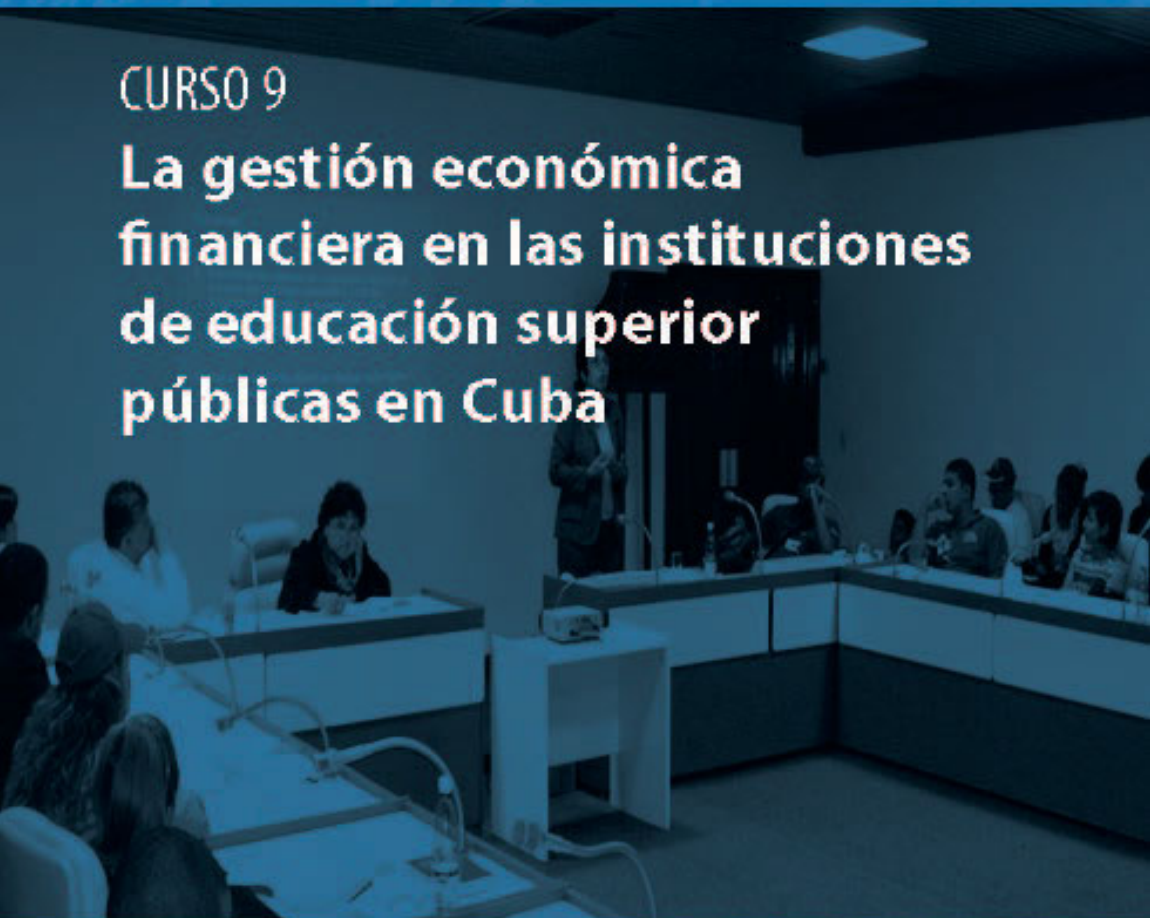 CURSO 9
La gestión económica
financiera en las instituciones
de educación superior
públicas en Cuba